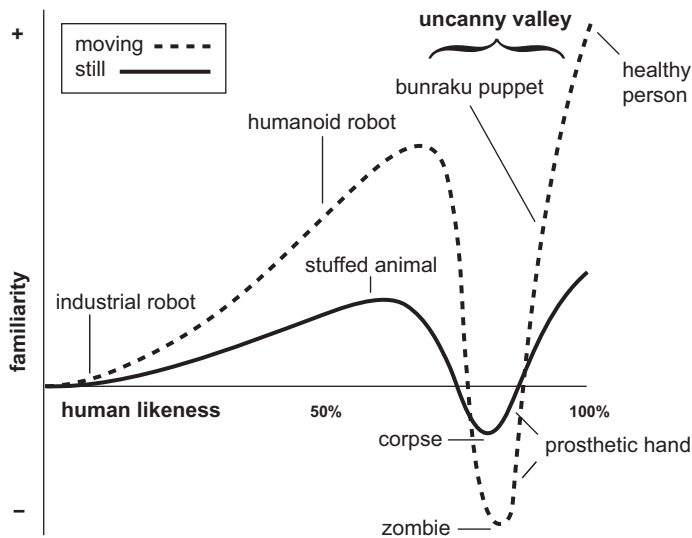 uncanny valley
+
moving
still
healthy
person
bunraku puppet
humanoid robot
stuffed animal
industrial robot
familiarity
human likeness
50%
100%
corpse
prosthetic hand
−
zombie